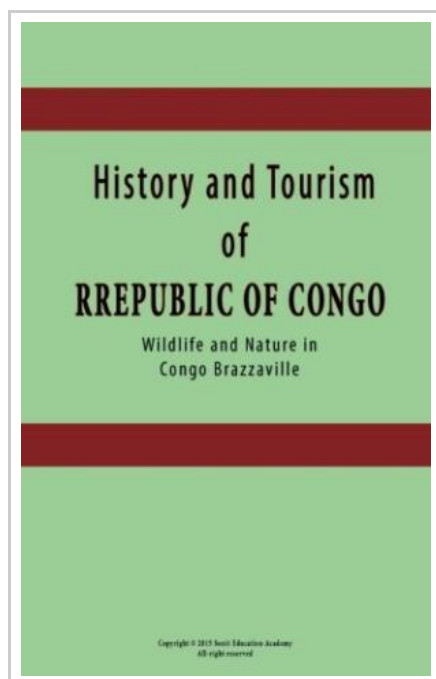 History and Tourism
of
RREPUBLIC OF CONGO
Wildlife and Nature in
Congo Brazzaville
Copyright © 2015 Sonit Education Academy
All right reserved